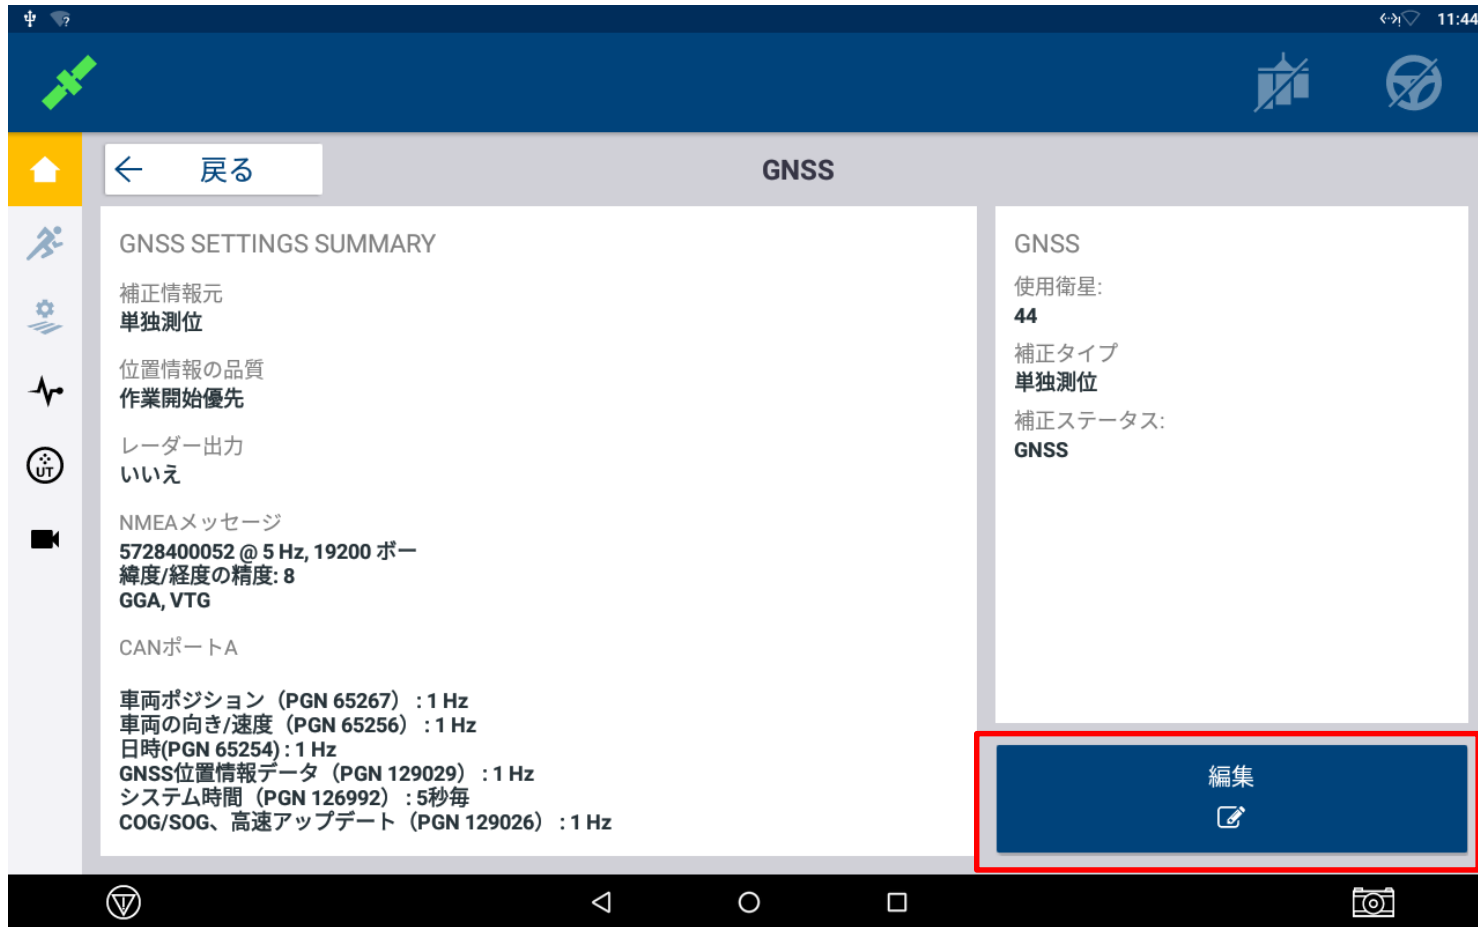 11:44
戻る
GNSS
GNSS SETTINGS SUMMARY
補正情報元
単独測位
位置情報の品質
作業開始優先
レーダー出力
いいえ
NMEAメッセージ
5728400052 @ 5 Hz, 19200 ボー
緯度/経度の精度: 8
GGA, VTG
CANポートA
車両ポジション（PGN 65267）: 1 Hz
車両の向き/速度（PGN 65256）: 1 Hz
日時(PGN 65254) : 1 Hz
GNSS位置情報データ（PGN 129029）: 1 Hz
システム時間（PGN 126992）: 5秒毎
COG/SOG、高速アップデート（PGN 129026）: 1 Hz
GNSS
使用衛星:
44
補正タイプ
単独測位
補正ステータス:
GNSS
編集
UT